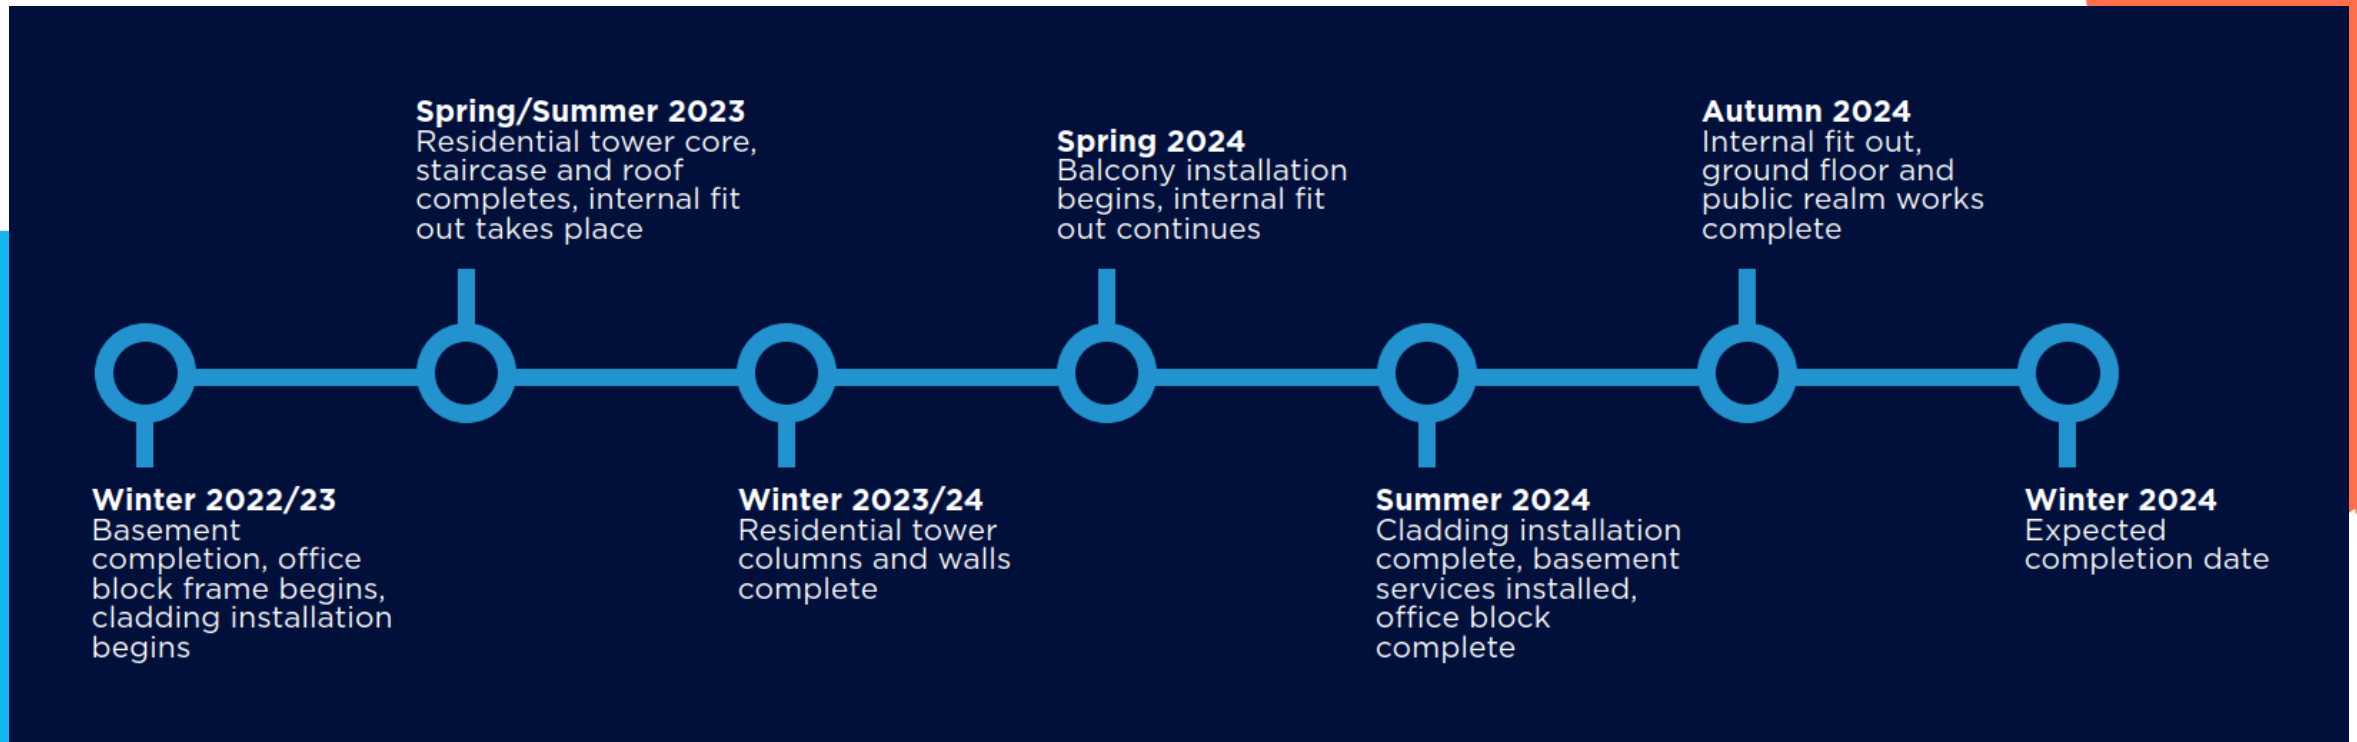 Spring/Summer 2023
Residential tower core,
staircase and roof
completes, internal fit
out takes place
Spring 2024
Balcony installation
begins, internal fit
out continues
Autumn 2024
Internal fit out,
ground floor and
public realm works
complete
Winter 2022/23
Basement
completion, office
block frame begins,
cladding installation
begins
Winter 2023/24
Residential tower
columns and walls
complete
Summer 2024
Cladding installation
complete, basement
services installed,
office block
complete
Winter 2024
Expected
completion date